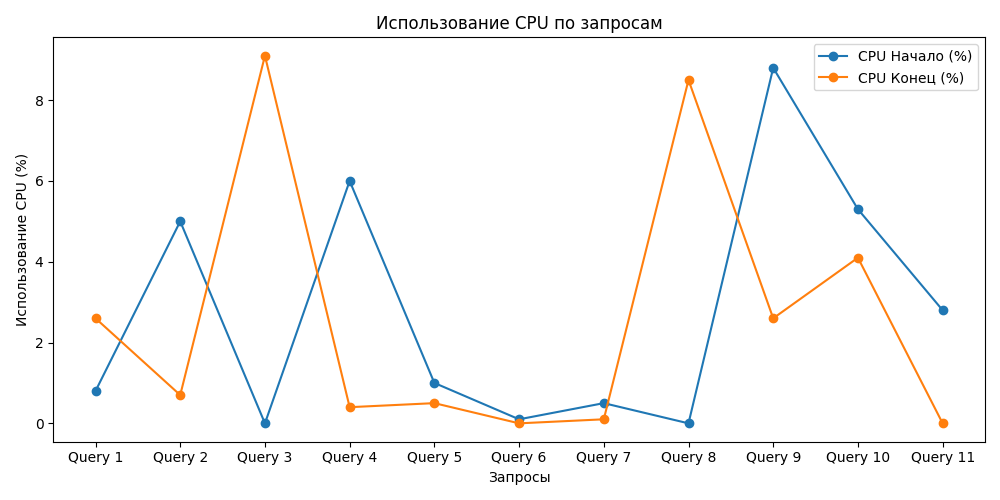 Использование CPU по запросам
CPU Начало (%)
CPU Конец (%)
Использование CPU (%)
8
6
4
2
0
Query 1 Query 2 Query 3 Query 4 Query 5 Query 6 Query 7 Query 8 Query 9 Query 10 Query 11
Запросы